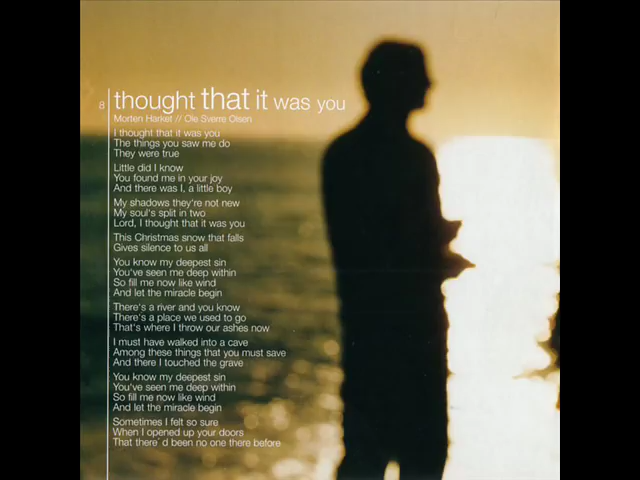 8 thought that it was you
Morten Harket // Ole Sverre Olsen
I thought that it was you
The things you saw me do
They were true
Little did I know
You found me in your joy
And there was I, a little boy
My shadows they're not new
My soul's split in two
Lord, I thought that it was you
This Christmas snow that falls
Gives silence to us all
You know my deepest sin
You've seen me deep within
So fill me now like wind
And let the miracle begin
There's a river and you know
There's a place we used to go
That's where I throw our ashes now
I must have walked into a cave
Among these things that you must save
And there I touched the grave
You know my deepest sin
You've seen me deep within
So fill me now like wind
And let the miracle begin
Sometimes I felt so sure
When I opened up your doors
That there´d been no one there before